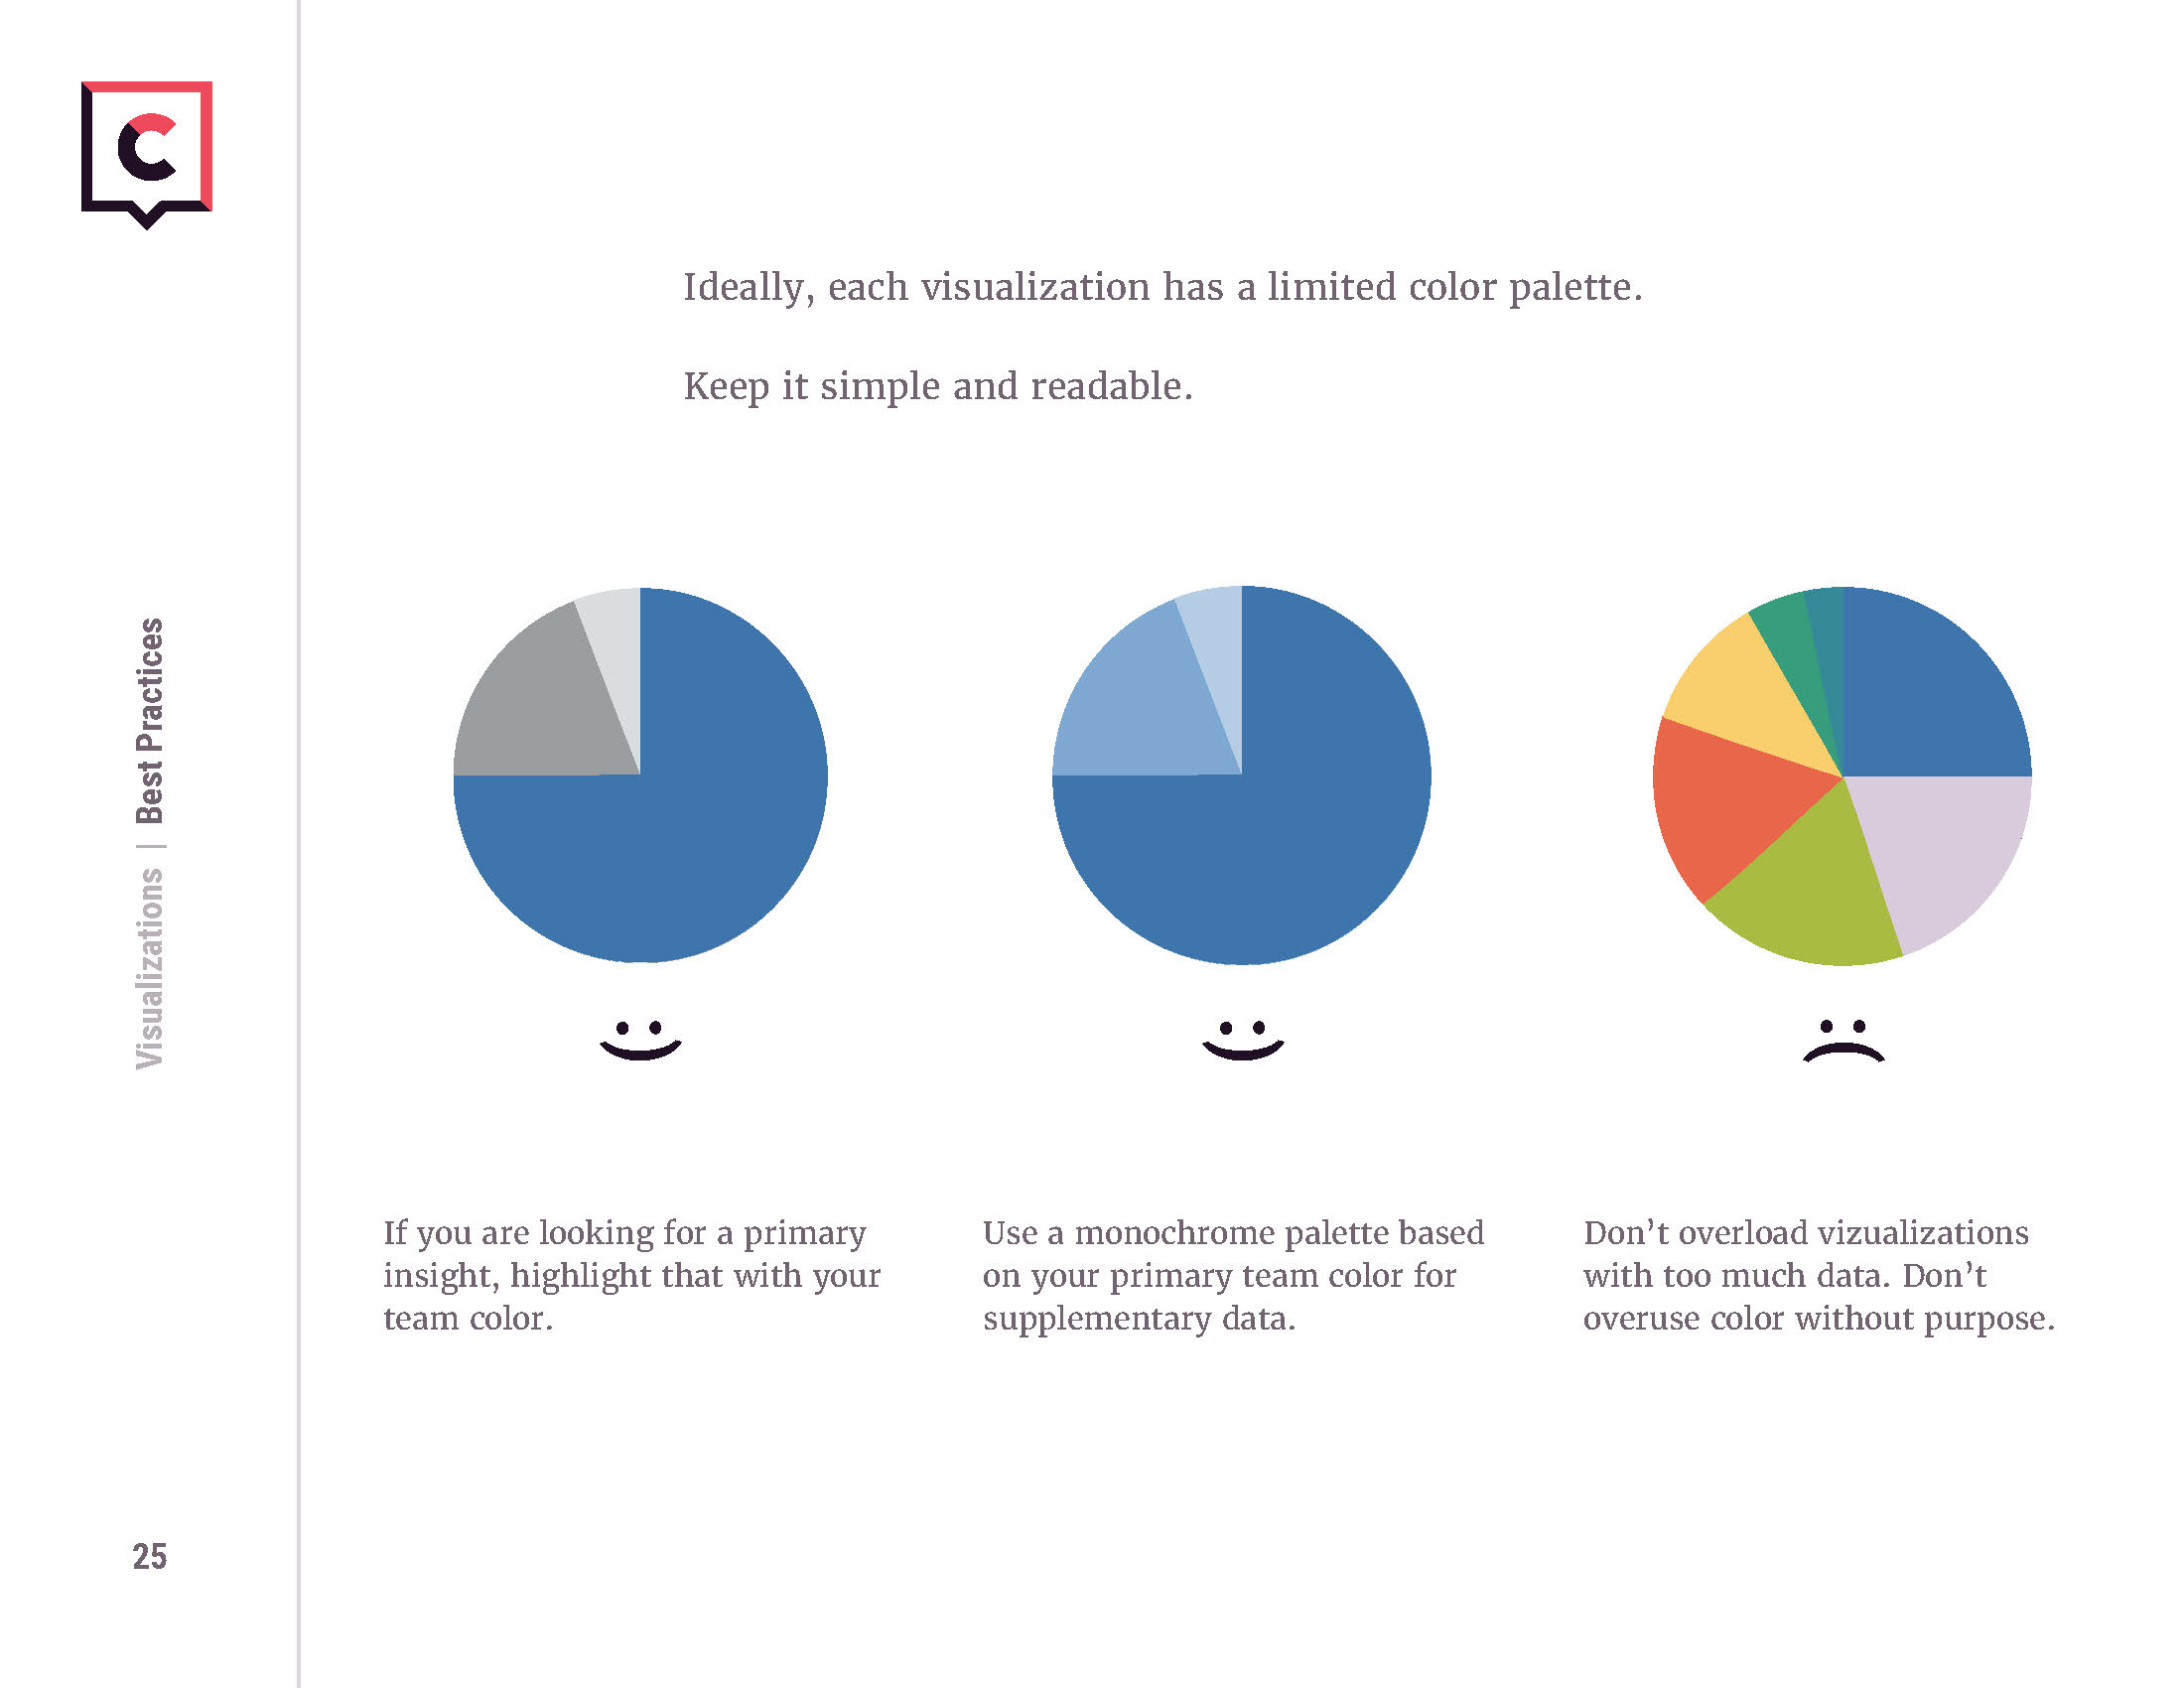 C
Ideally, each visualization has a limited color palette.
Keep it simple and readable.
Visualizations | Best Practices
If you are looking for a primary
insight, highlight that with your
team color.
Use a monochrome palette based
on your primary team color for
supplementary data.
Don’t overload vizualizations
with too much data. Don’t
overuse color without purpose.
25